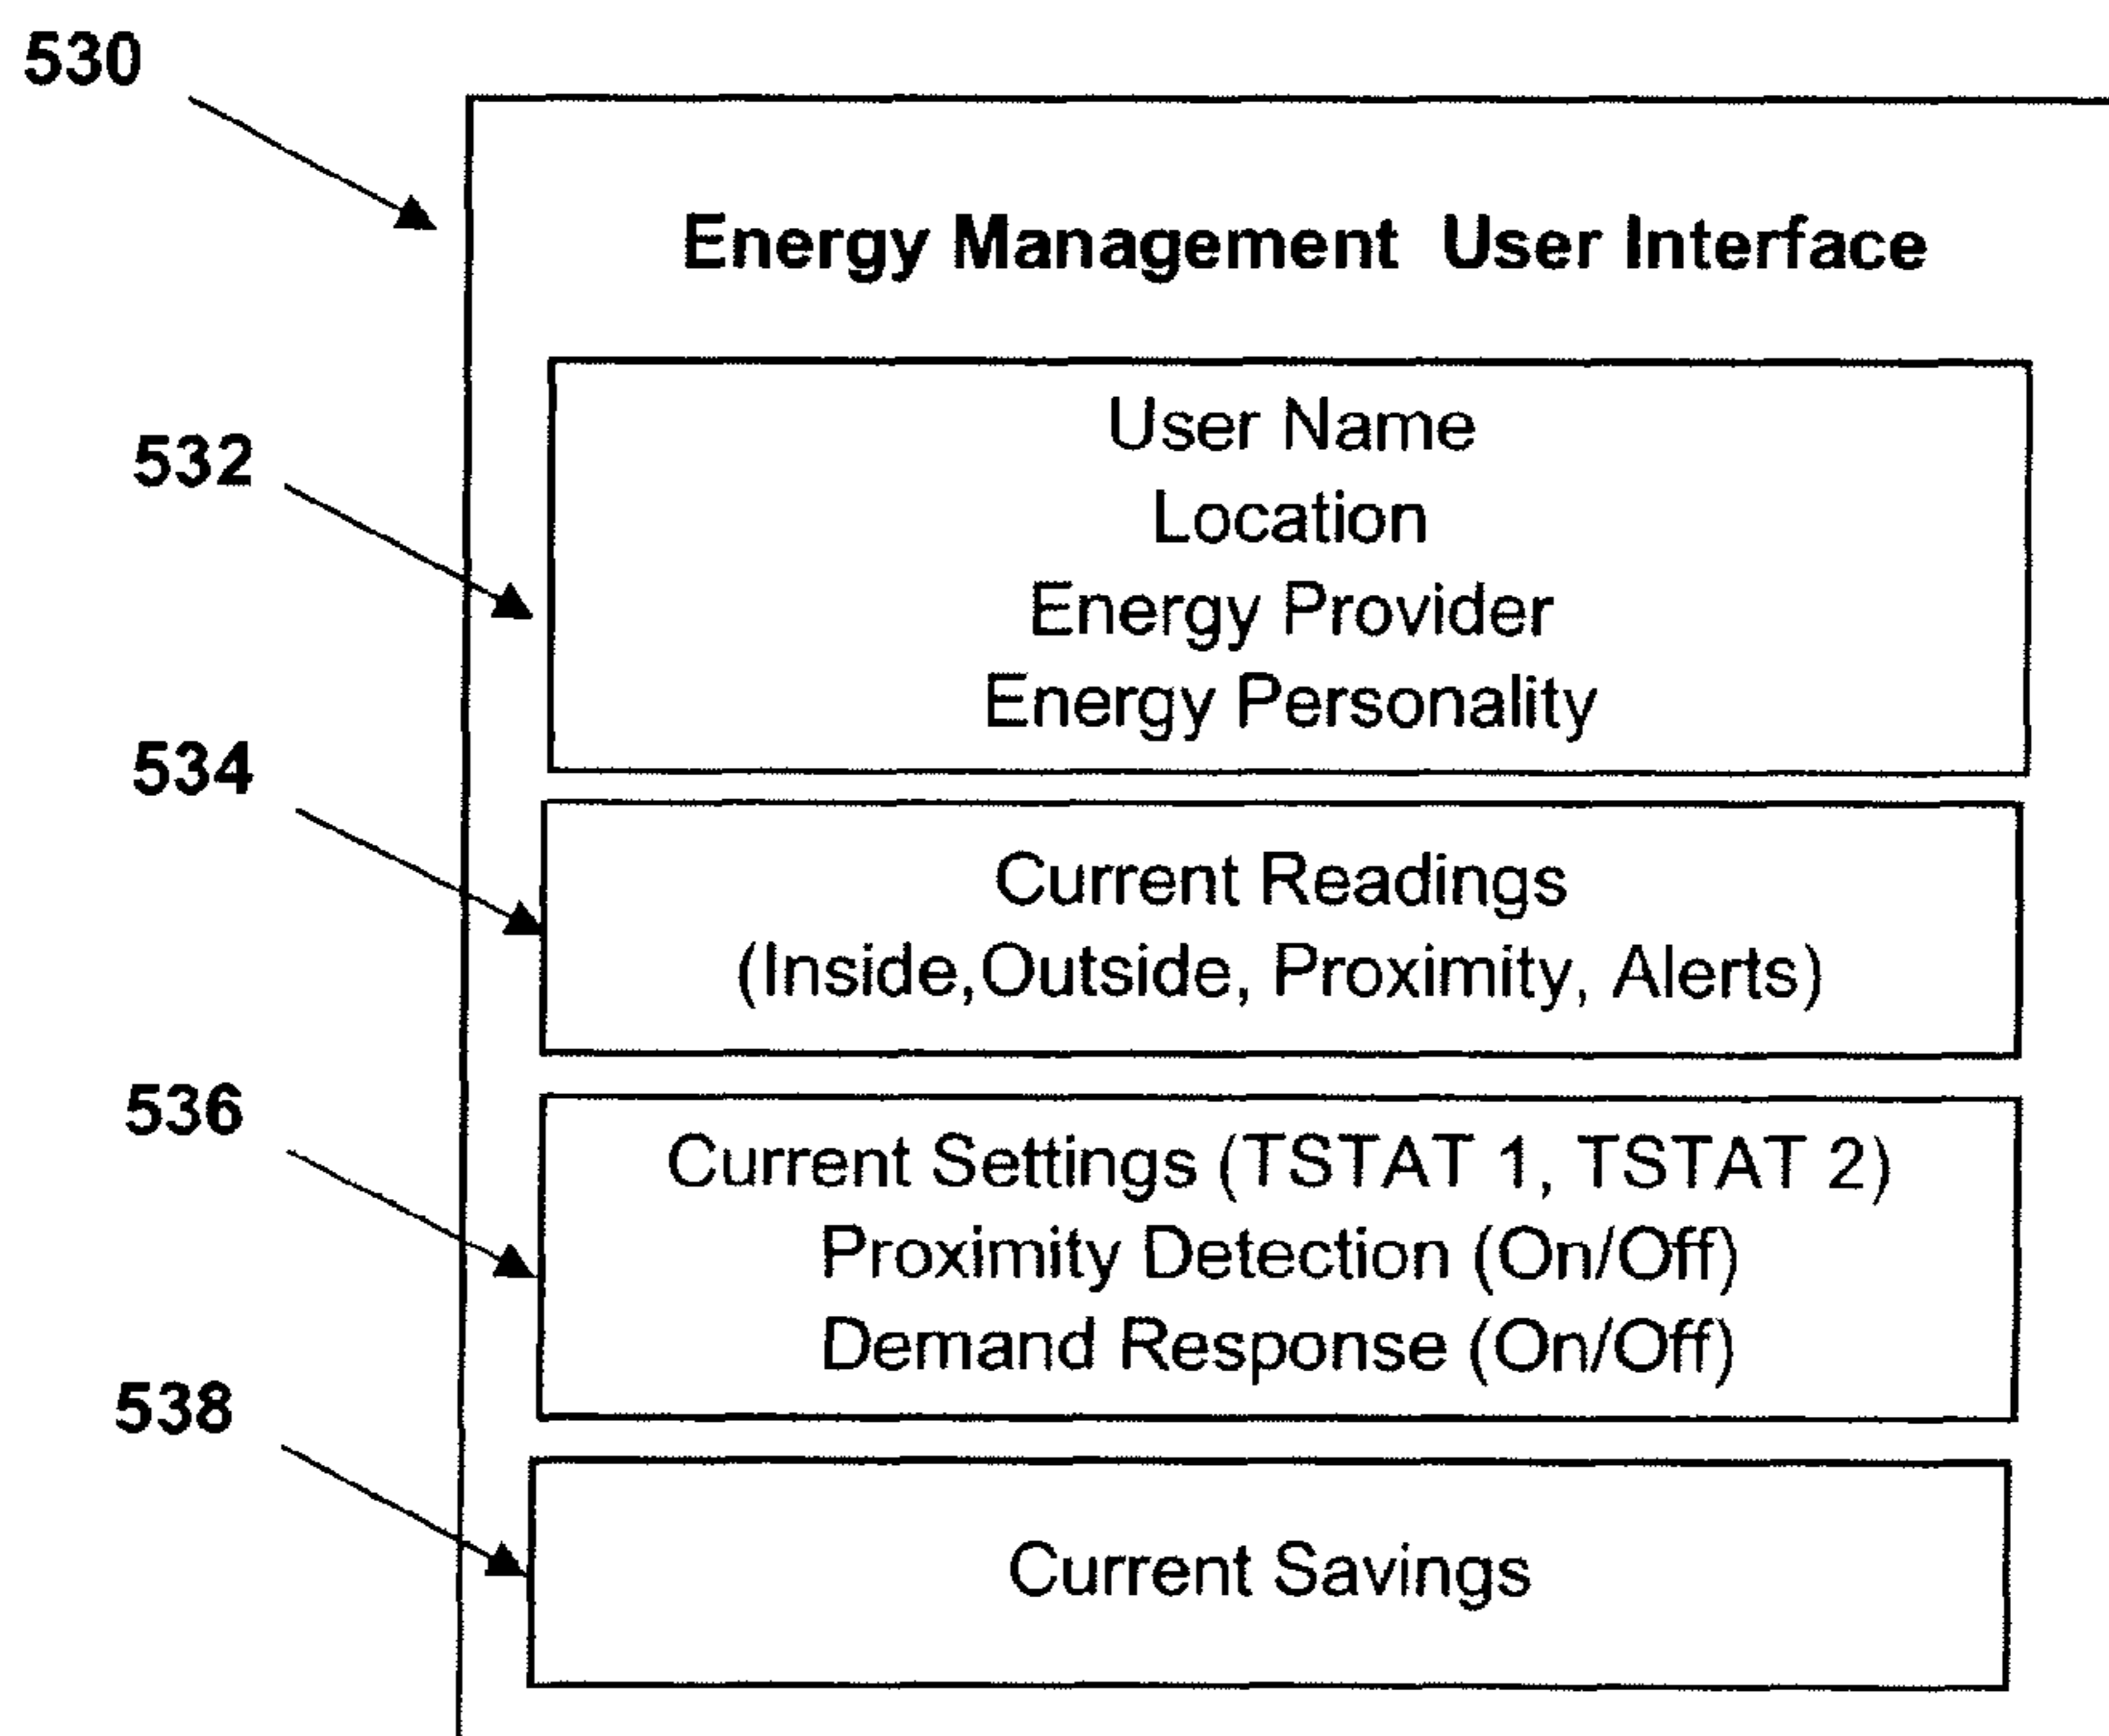 530
Energy Management User Interface
532
User Name
Location
Energy Provider
Energy Personality
534
Current Readings
(Inside,Outside, Proximity, Alerts)
536
Current Settings (TSTAT 1, TSTAT 2)
Proximity Detection (On/Off)
Demand Response (On/Off)
538
Current Savings